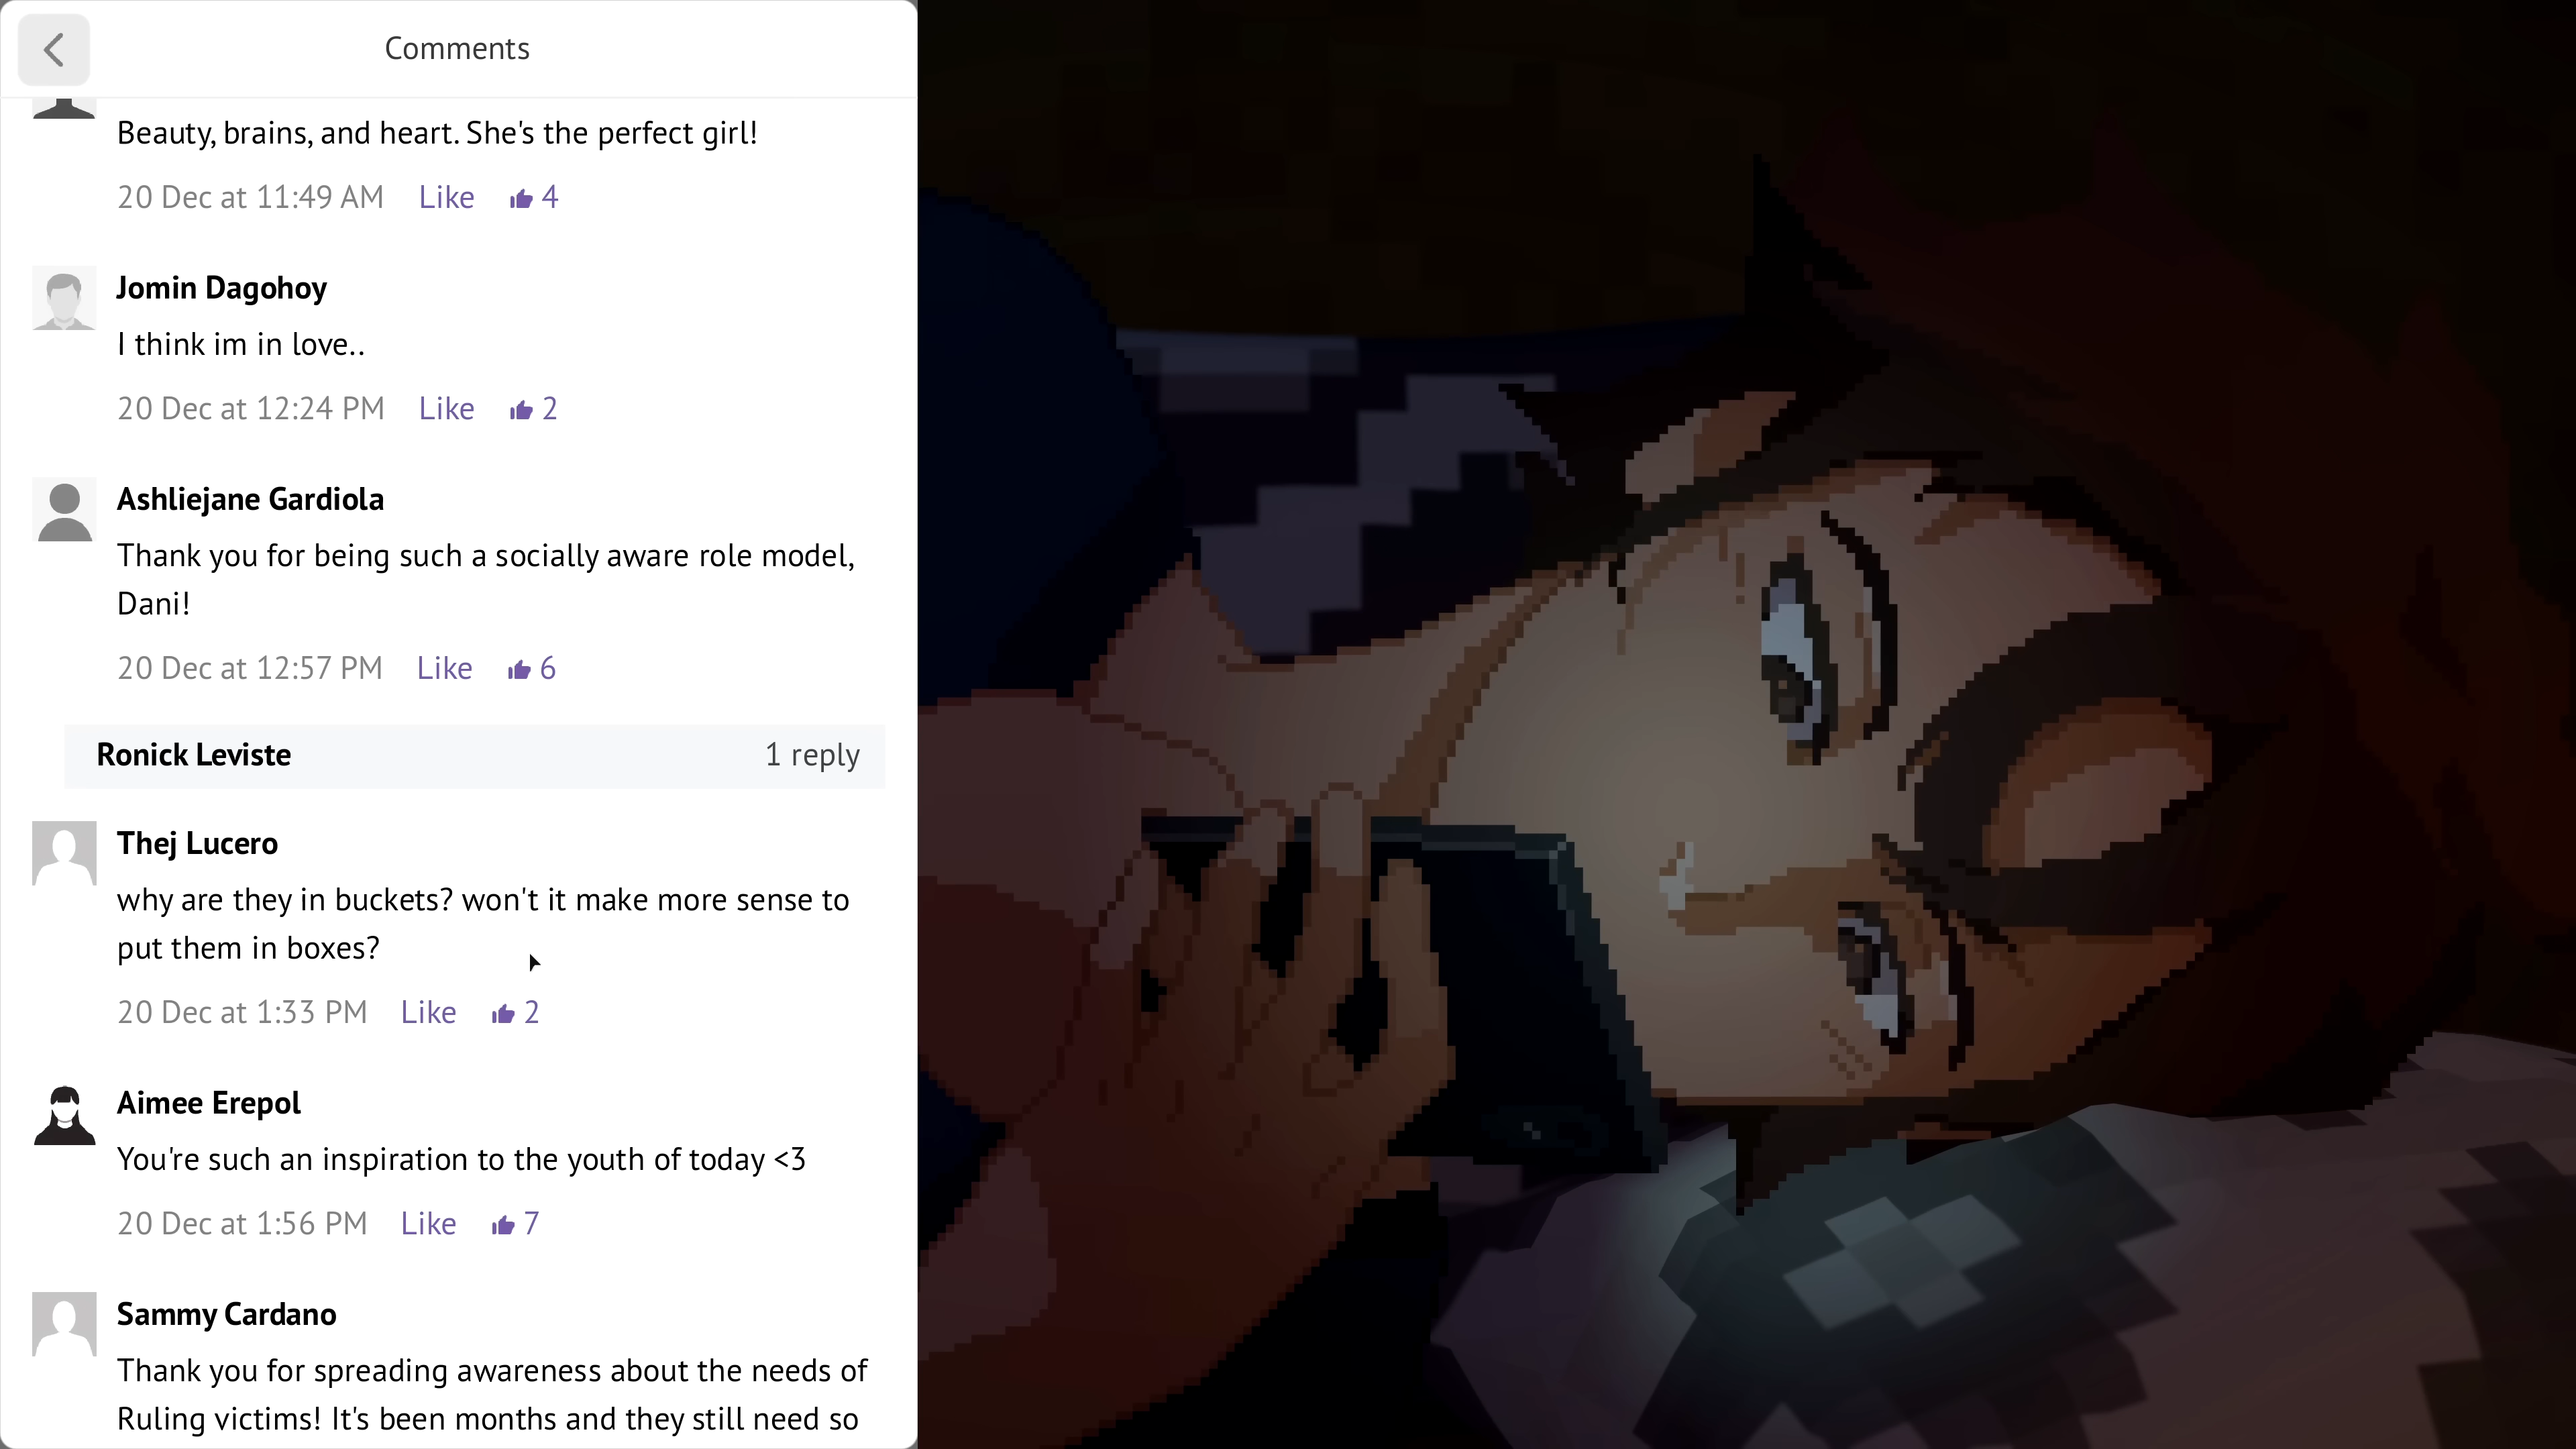 Comments
Beauty, brains, and heart. She's the perfect girl!
20 Dec at 11:49 AM Like 4
Jomin Dagohoy
I think im in love..
20 Dec at 12:24 PM Like 2
Ashliejane Gardiola
Thank you for being such a socially aware role model,
Dani!
20 Dec at 12:57 PM Like 6
Ronick Leviste 1 reply
Thej Lucero
why are they in buckets? won't it make more sense to
put them in boxes?
20 Dec at 1:33 PM Like 2
Aimee Erepol
You're such an inspiration to the youth of today <3
20 Dec at 1:56 PM Like 7
Sammy Cardano
Thank you for spreading awareness about the needs of
Ruling victims! It's been months and they still need so